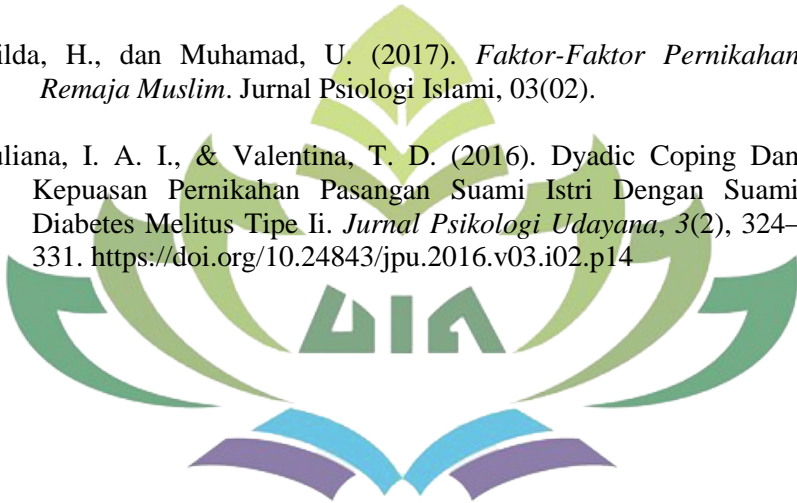 ilda, H., dan Muhamad, U. (2017). Faktor-Faktor Pernikahan
Remaja Muslim. Jurnal Psiologi Islami, 03(02).
uliana, I. A. I., & Valentina, T. D. (2016). Dyadic Coping Dan
Kepuasan Pernikahan Pasangan Suami Istri Dengan Suami
Diabetes Melitus Tipe Ii. Jurnal Psikologi Udayana, 3(2), 324–
331. https://doi.org/10.24843/jpu.2016.v03.i02.p14
UIN